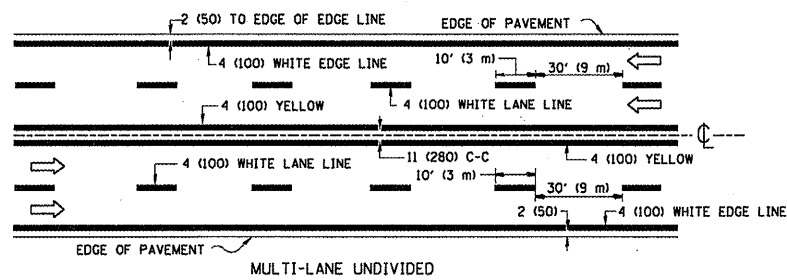 2 (50) TO EDGE OF EDGE LINE
EDGE OF PAVEMENT
4 (100) WHITE EDGE LINE
10' (3 m)
30' (9 m)
4 (100) YELLOW
4 (100) WHITE LANE LINE
CL
4 (100) WHITE LANE LINE
11 (280) C-C
4 (100) YELLOW
10' (3 m)
30' (9 m)
2 (50)
4 (100) WHITE EDGE LINE
EDGE OF PAVEMENT
MULTI-LANE UNDIVIDED